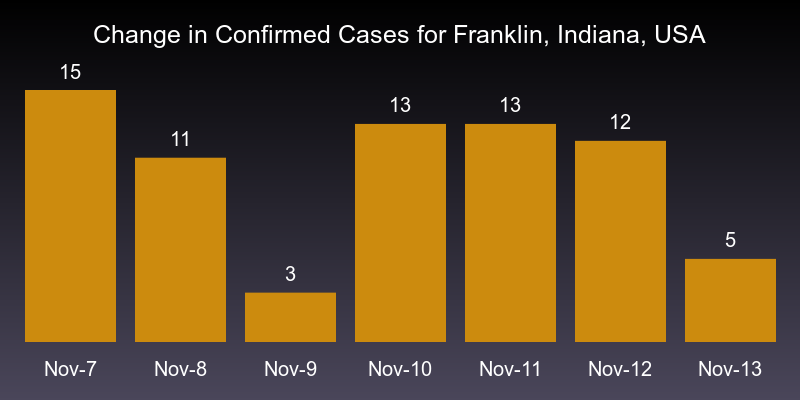 Change in Confirmed Cases for Franklin, Indiana, USA
15
11
3
13
13
12
5
Nov-7
Nov-8
Nov-9
Nov-10
Nov-11
Nov-12
Nov-13